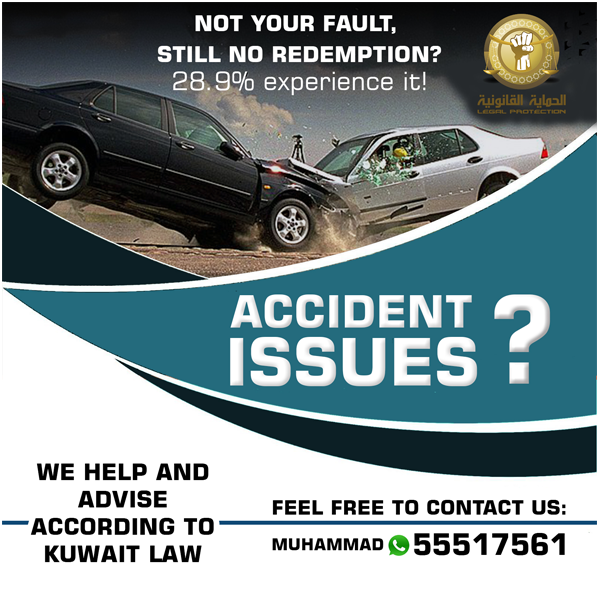 NOT YOUR FAULT,
STILL NO REDEMPTION?
28.9% experience it!
الحماية القانونية
LEGAL PROTECTION
ACCIDENT
ISSUES ?
WE HELP AND
ADVISE
ACCORDING TO
KUWAIT LAW
FEEL FREE TO CONTACT US:
MUHAMMAD 55517561